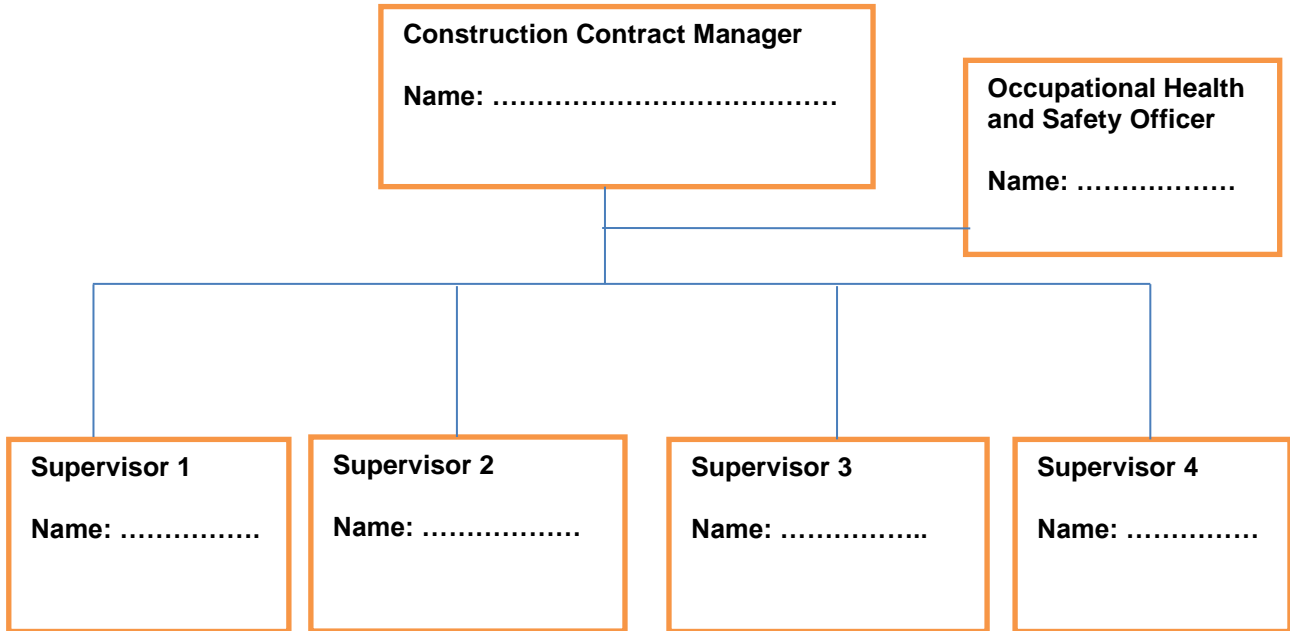 Construction Contract Manager
Name: …………………………………
Occupational Health
and Safety Officer
Name: ………………
Supervisor 1
Name: …………….
Supervisor 2
Name: ………………
Supervisor 3
Name: ……………..
Supervisor 4
Name: ……………